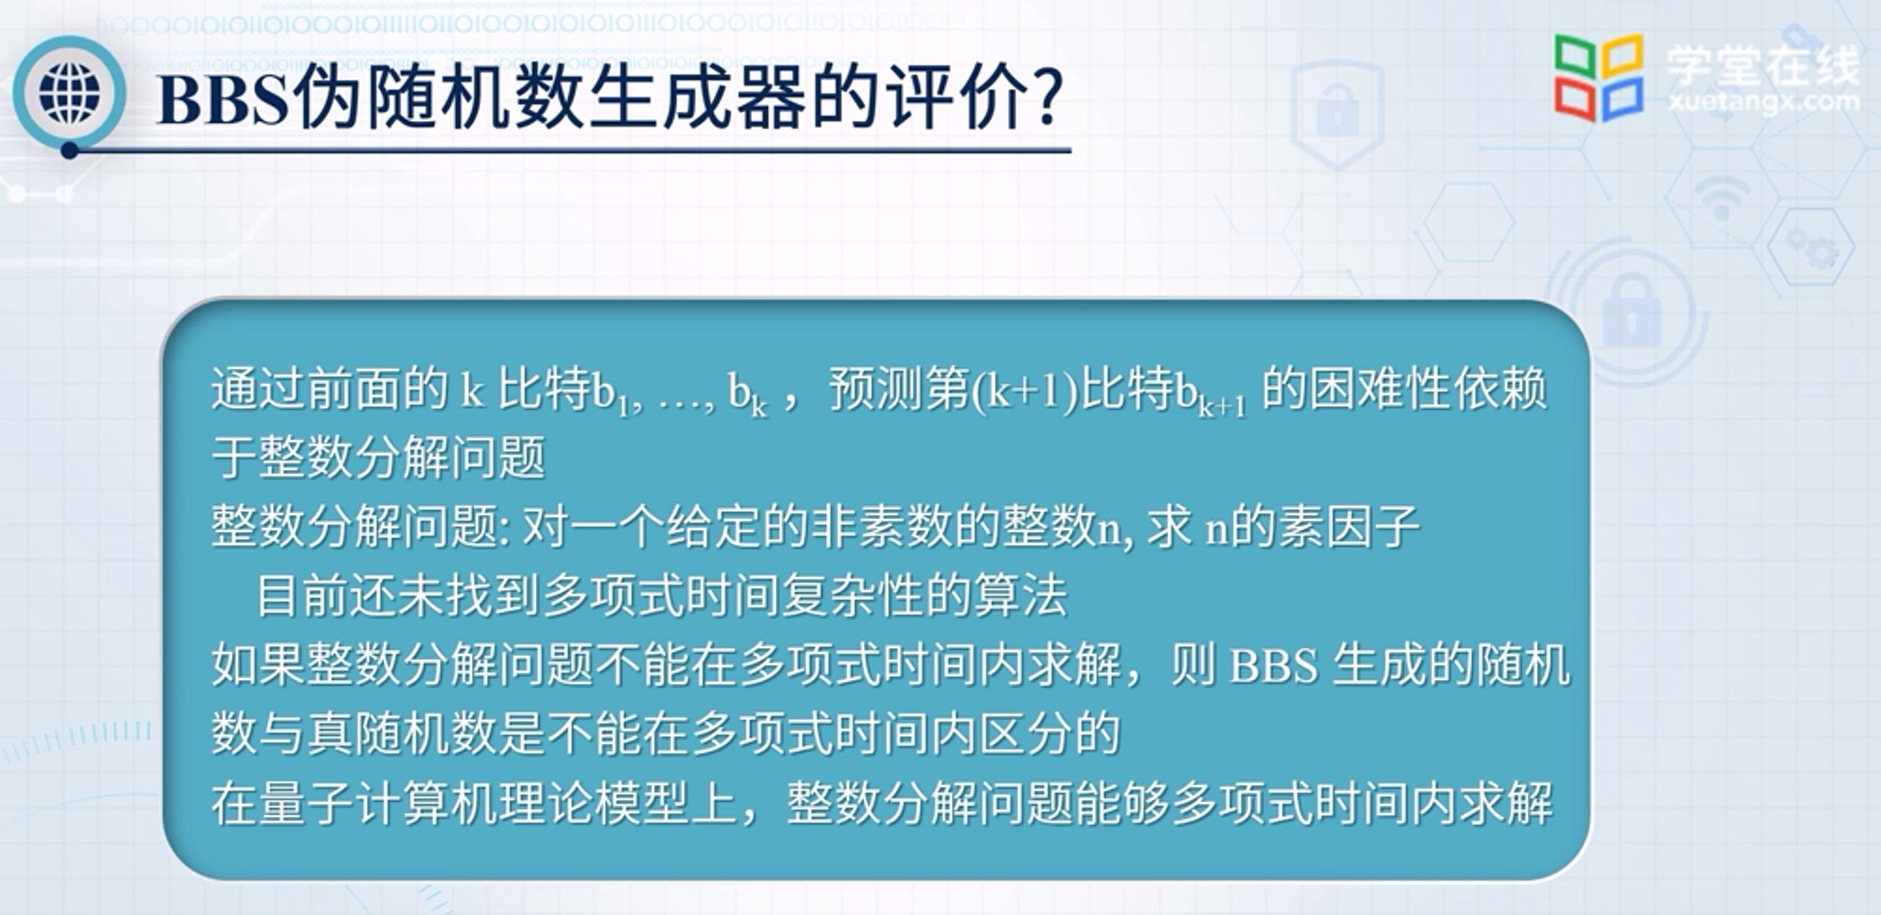 BBS伪随机数生成器的评价?
学堂在线
xuetangx.com
通过前面的 k 比特b1, …, bk ，预测第(k+1)比特bk+1 的困难性依赖
于整数分解问题
整数分解问题: 对一个给定的非素数的整数n, 求 n的素因子
目前还未找到多项式时间复杂性的算法
如果整数分解问题不能在多项式时间内求解，则 BBS 生成的随机
数与真随机数是不能在多项式时间内区分的
在量子计算机理论模型上，整数分解问题能够多项式时间内求解